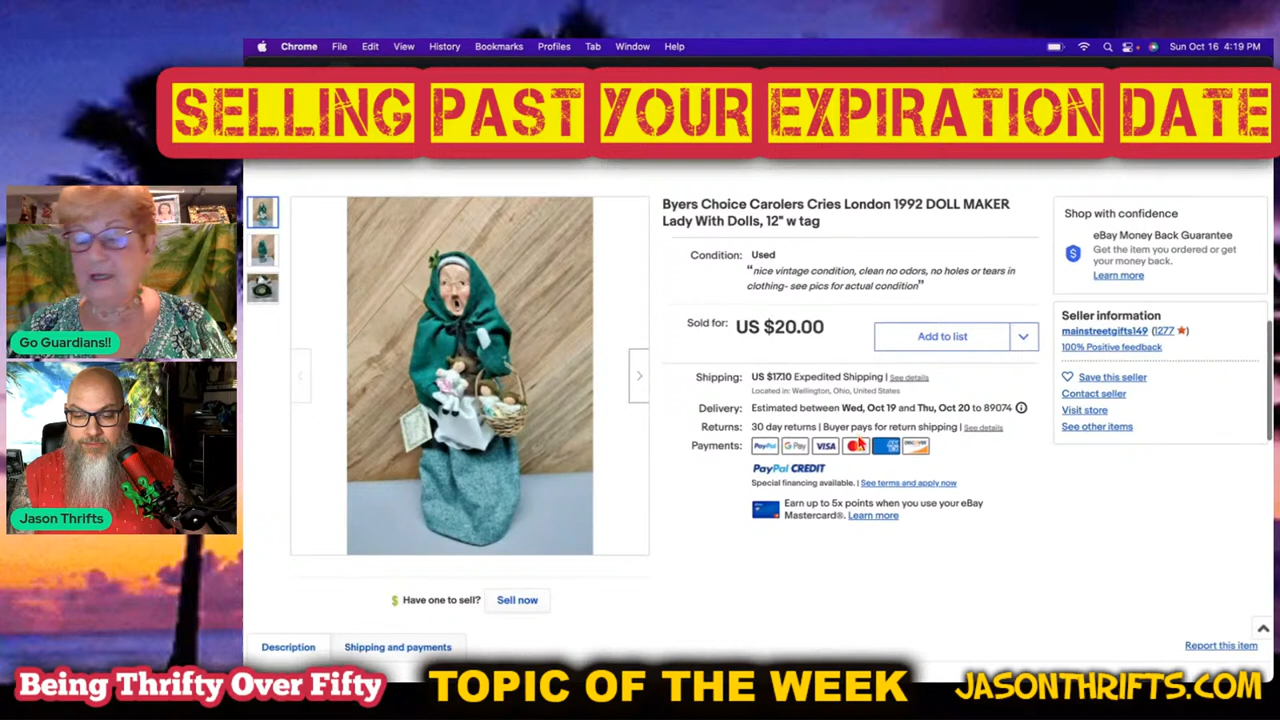 Chrome File Edit View History Bookmarks Profiles Tab Window Help Sun Oct 16 4:19 PM
SELLING PAST YOUR EXPIRATION DATE
Go Guardians!!
Jason Thrifts
Byers Choice Carolers Cries London 1992 DOLL MAKER
Lady With Dolls, 12" w tag
Condition: Used
“nice vintage condition, clean no odors, no holes or tears in
clothing- see pics for actual condition”
Sold for: US $20.00
Add to list
Shipping: US $17.10 Expedited Shipping | See details
Located in: Wellington, Ohio, United States
Delivery: Estimated between Wed, Oct 19 and Thu, Oct 20 to 89074
Returns: 30 day returns | Buyer pays for return shipping | See details
Payments: PayPal G Pay VISA DISCOVER
PayPal CREDIT
Special financing available. | See terms and apply now
Earn up to 5x points when you use your eBay
Mastercard®. Learn more
Shop with confidence
eBay Money Back Guarantee
Get the item you ordered or get
your money back.
Learn more
Seller information
mainstreetgifts149 (1277)
100% Positive feedback
Save this seller
Contact seller
Visit store
See other items
Have one to sell? Sell now
Description Shipping and payments
Report this item
Being Thrifty Over Fifty
TOPIC OF THE WEEK
JASONTHRIFTS.COM